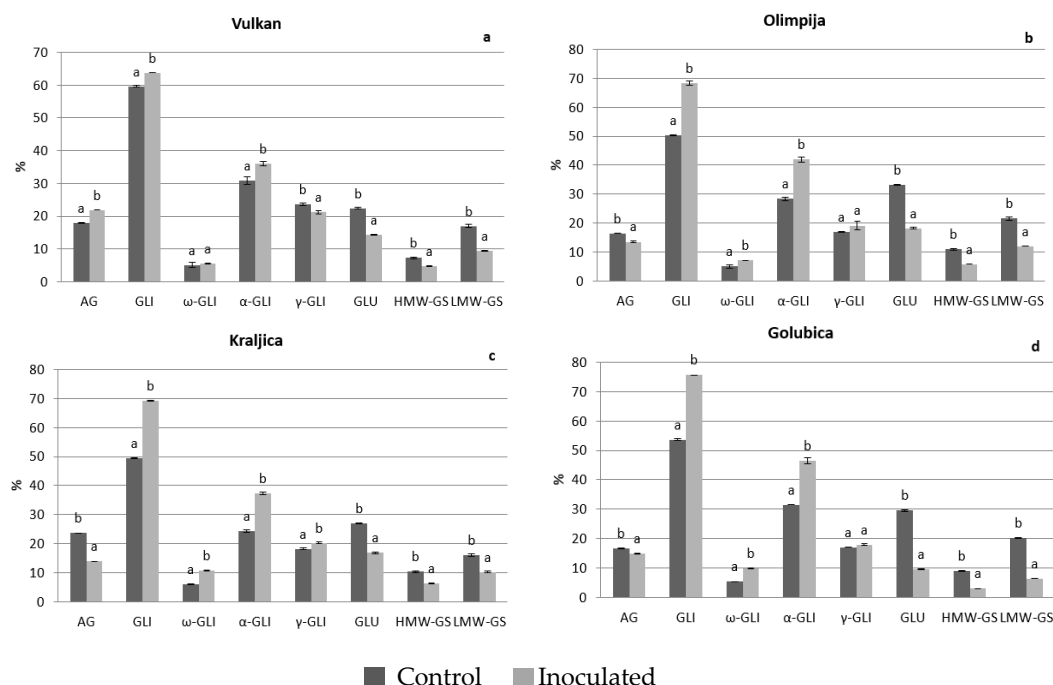 Vulkan
a
%
70
60
50
40
30
20
10
0
a b
a b
a a
a b
b a
b a
b a
b a
AG GLI ω-GLI α-GLI γ-GLI GLU HMW-GS LMW-GS
Olimpija
b
%
80
70
60
50
40
30
20
10
0
b a
a b
a b
a b
a a
b a
b a
b a
AG GLI ω-GLI α-GLI γ-GLI GLU HMW-GS LMW-GS
Kraljica
c
%
80
70
60
50
40
30
20
10
0
b a
a b
a b
a b
a b
b a
b a
b a
AG GLI ω-GLI α-GLI γ-GLI GLU HMW-GS LMW-GS
Golubica
d
%
80
70
60
50
40
30
20
10
0
b a
a b
a b
a b
a a
b a
b a
b a
AG GLI ω-GLI α-GLI γ-GLI GLU HMW-GS LMW-GS
Control Inoculated